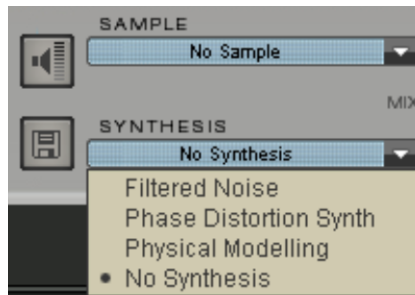 SAMPLE
No Sample
MIX
SYNTHESIS
No Synthesis
Filtered Noise
Phase Distortion Synth
Physical Modelling
No Synthesis